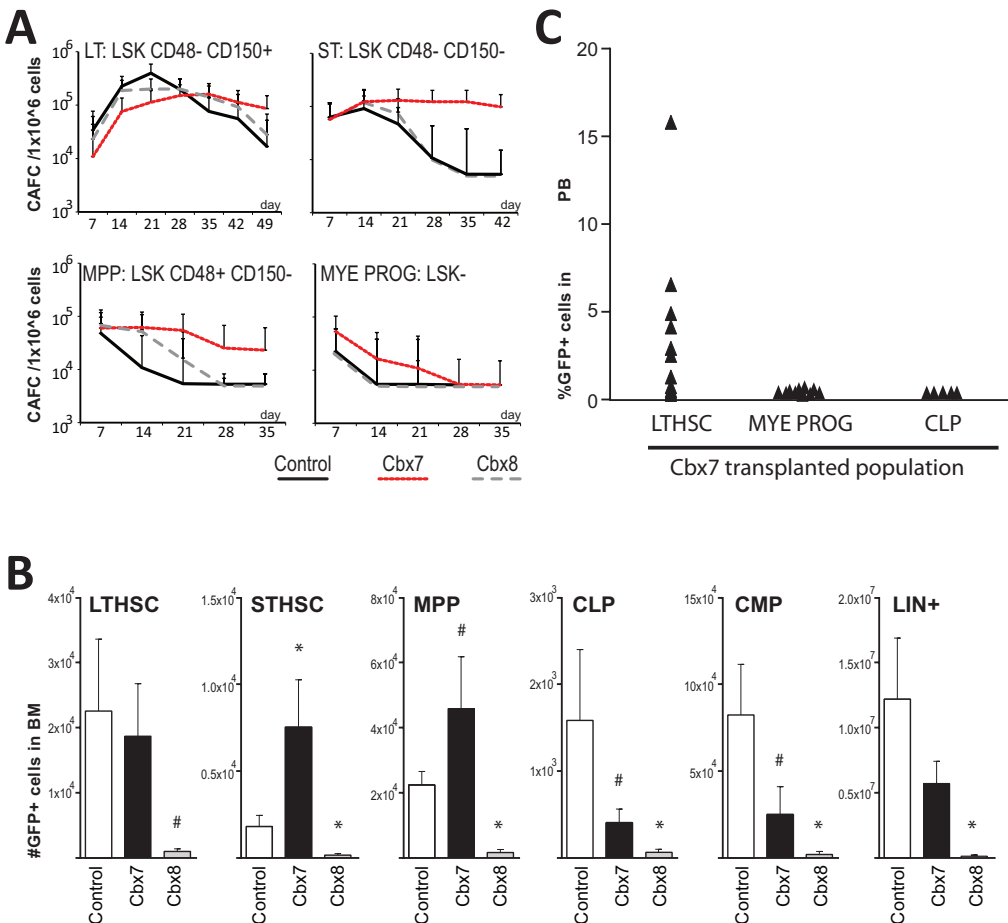 A
LT: LSK CD48- CD150+
CAFC /1x10^6 cells
10^6
10^5
10^4
10^3
day
7 14 21 28 35 42 49
ST: LSK CD48- CD150-
day
7 14 21 28 35 42
MPP: LSK CD48+ CD150-
CAFC /1x10^6 cells
10^6
10^5
10^4
10^3
day
7 14 21 28 35
MYE PROG: LSK-
day
7 14 21 28 35
Control Cbx7 Cbx8
C
%GFP+ cells in PB
20
15
10
5
0
LTHSC MYE PROG CLP
Cbx7 transplanted population
B
#GFP+ cells in BM
LTHSC
4x10^4
3x10^4
2x10^4
1x10^4
#
Control Cbx7 Cbx8
STHSC
1.5x10^4
1.0x10^4
0.5x10^4
*
*
Control Cbx7 Cbx8
MPP
8x10^4
6x10^4
4x10^4
2x10^4
#
*
Control Cbx7 Cbx8
CLP
3x10^3
2x10^3
1x10^3
#
*
Control Cbx7 Cbx8
CMP
15x10^4
10x10^4
5x10^4
#
*
Control Cbx7 Cbx8
LIN+
2.0x10^7
1.5x10^7
1.0x10^7
0.5x10^7
*
Control Cbx7 Cbx8